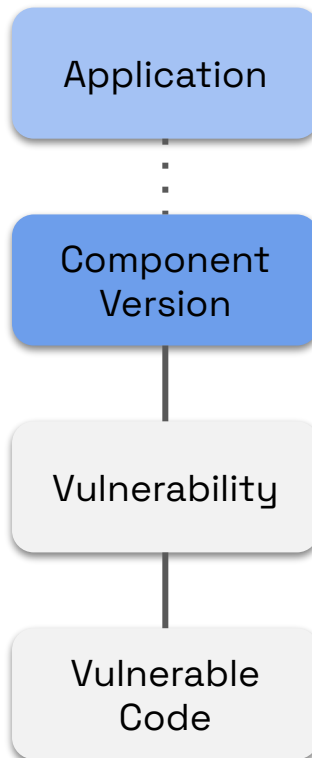 Application
Component
Version
Vulnerability
Vulnerable
Code